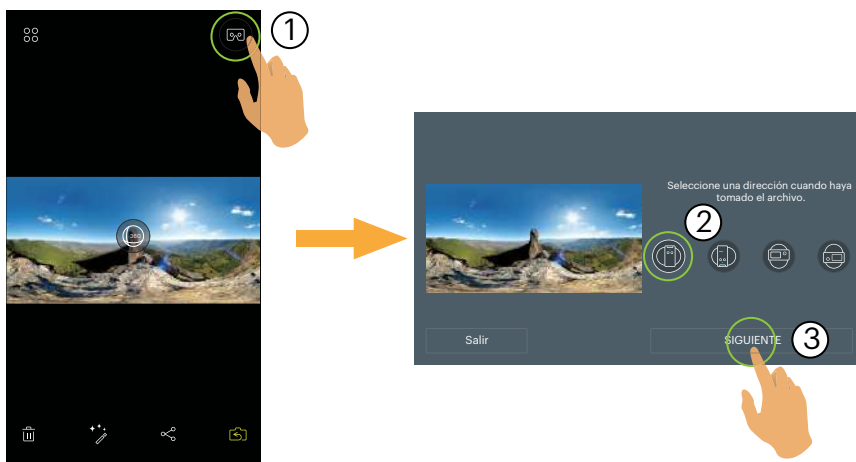 1
360
Seleccione una dirección cuando haya
tomado el archivo.
2
Salir
SIGUIENTE
3